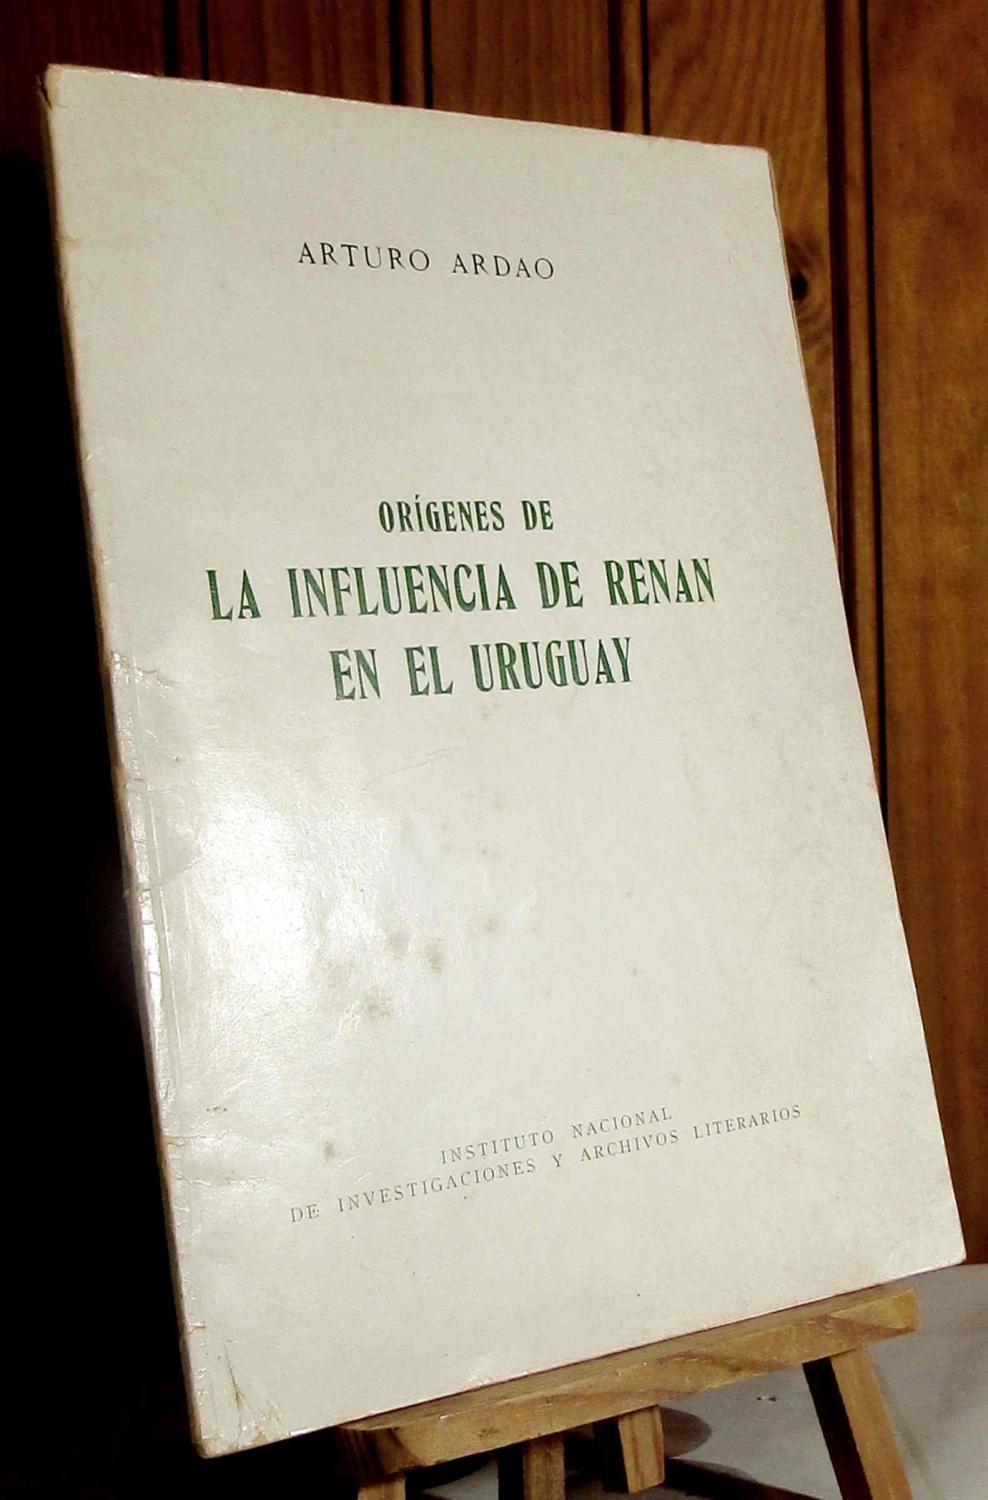 ARTURO ARDAO
ORÍGENES DE
LA INFLUENCIA DE RENAN
EN EL URUGUAY
INSTITUTO NACIONAL
DE INVESTIGACIONES Y ARCHIVOS LITERARIOS